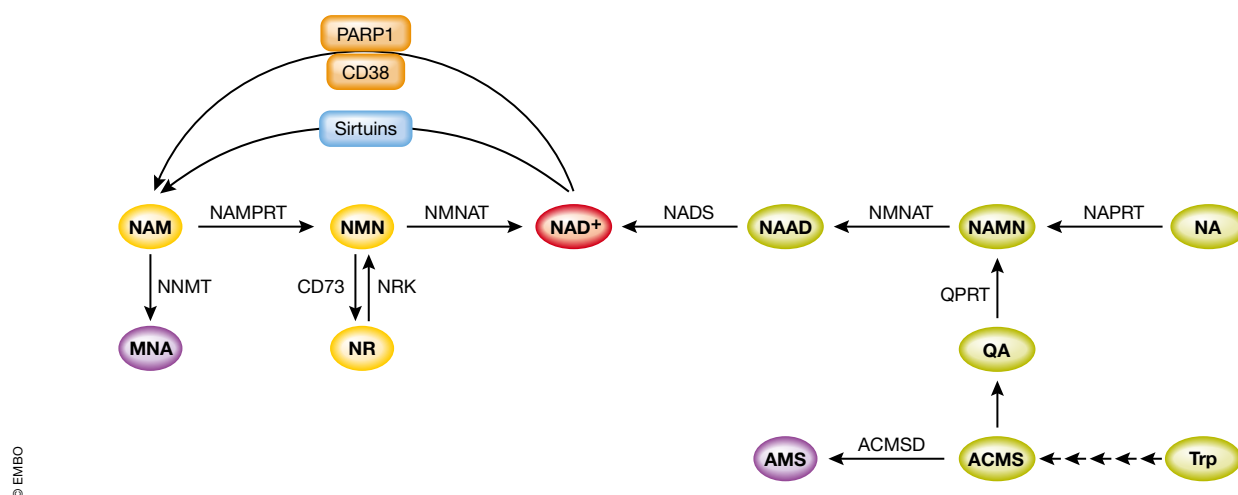 PARP1
CD38
Sirtuins
NAM
NAMPRT
NMN
NMNAT
NAD+
NADS
NAAD
NMNAT
NAMN
NAPRT
NA
NNMT
CD73
NRK
QPRT
MNA
NR
QA
AMS
ACMSD
ACMS
Trp
© EMBO